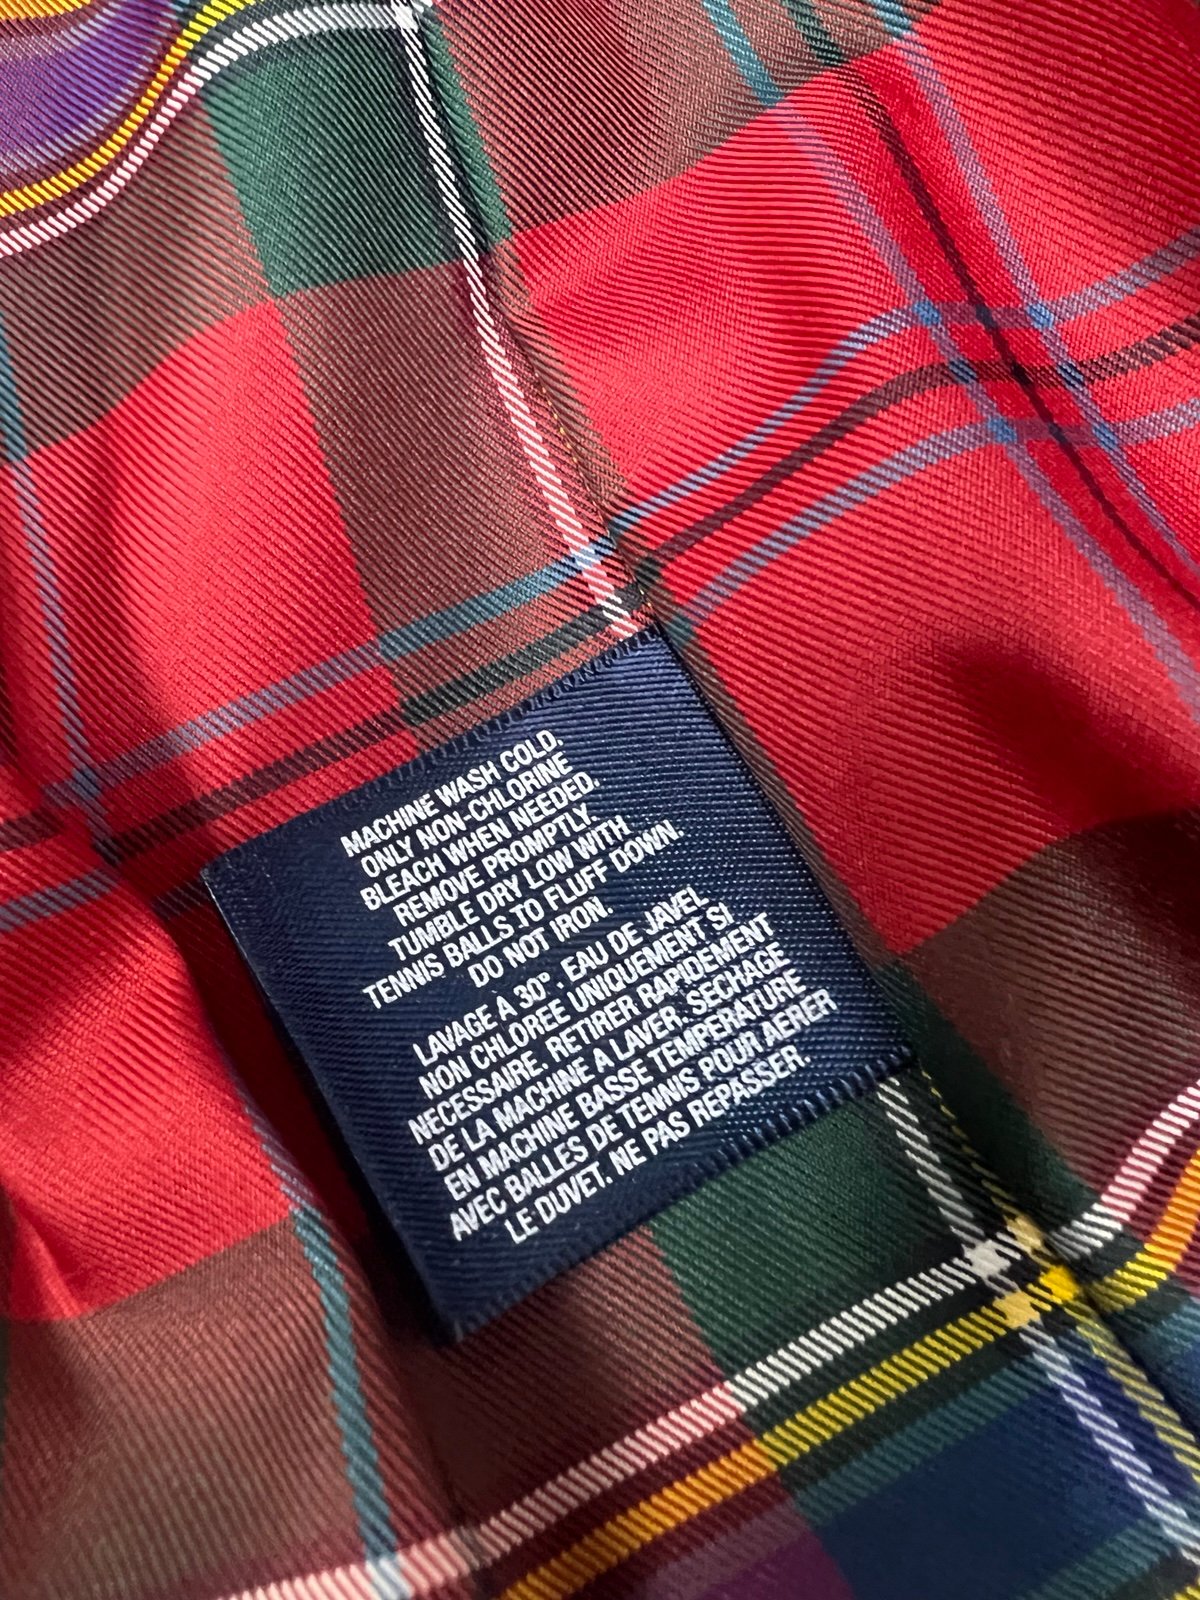 MACHINE WASH COLD.
ONLY NON-CHLORINE
BLEACH WHEN NEEDED.
REMOVE PROMPTLY.
TUMBLE DRY LOW WITH
TENNIS BALLS TO FLUFF DOWN.
DO NOT IRON.
LAVAGE À 30°. EAU DE JAVEL
NON CHLOREE UNIQUEMENT SI
NECESSAIRE. RETIRER RAPIDEMENT
DE LA MACHINE A LAVER. SECHAGE
EN MACHINE BASSE TEMPERATURE
AVEC BALLES DE TENNIS POUR AERER
LE DUVET. NE PAS REPASSER.